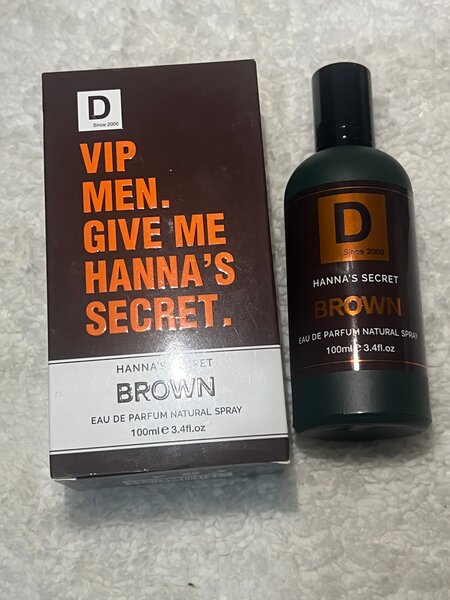 D
Since 2000
VIP
MEN.
GIVE ME
HANNA'S
SECRET.
HANNA'S SECRET
BROWN
EAU DE PARFUM NATURAL SPRAY
100ml e 3.4fl.oz
D
Since 2000
HANNA'S SECRET
BROWN
EAU DE PARFUM NATURAL SPRAY
100ml e 3.4fl.oz